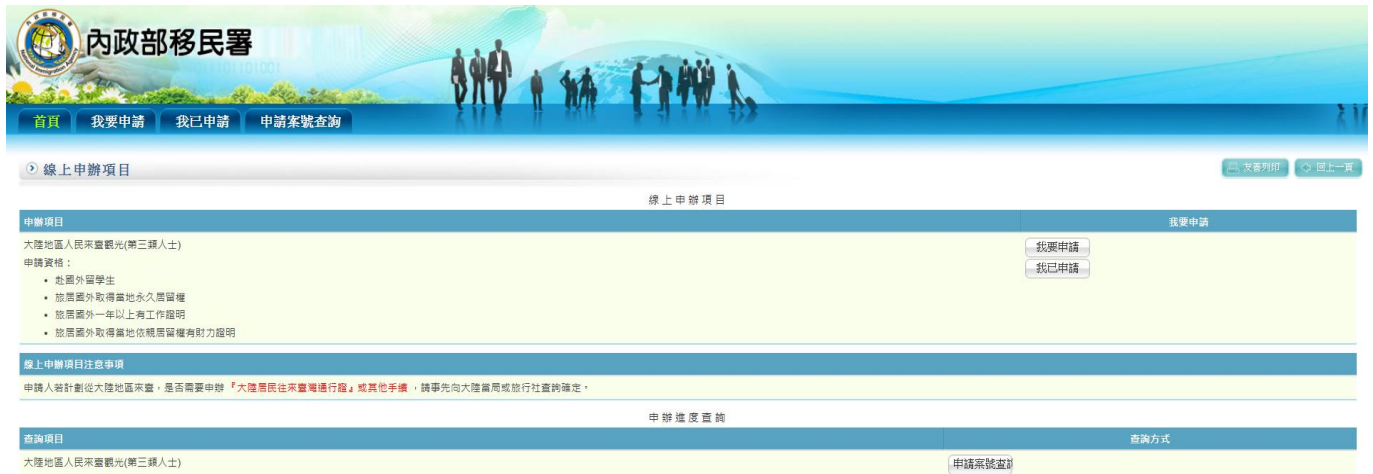 內政部移民署
首頁 我要申請 我已申請 申請案號查詢
線上申辦項目
友善列印 回上一頁
線上申辦項目
申辦項目 我要申請
大陸地區人民來臺觀光(第三類人士)
我要申請
申請資格：
我已申請
• 赴國外留學生
• 旅居國外取得當地永久居留權
• 旅居國外一年以上有工作證明
• 旅居國外取得當地依親居留權有財力證明
線上申辦項目注意事項
申請人若計劃從大陸地區來臺，是否需要申辦『大陸居民往來臺灣通行證』或其他手續，請事先向大陸當局或旅行社查詢確定。
申辦進度查詢
查詢項目 查詢方式
大陸地區人民來臺觀光(第三類人士) 申請案號查詢